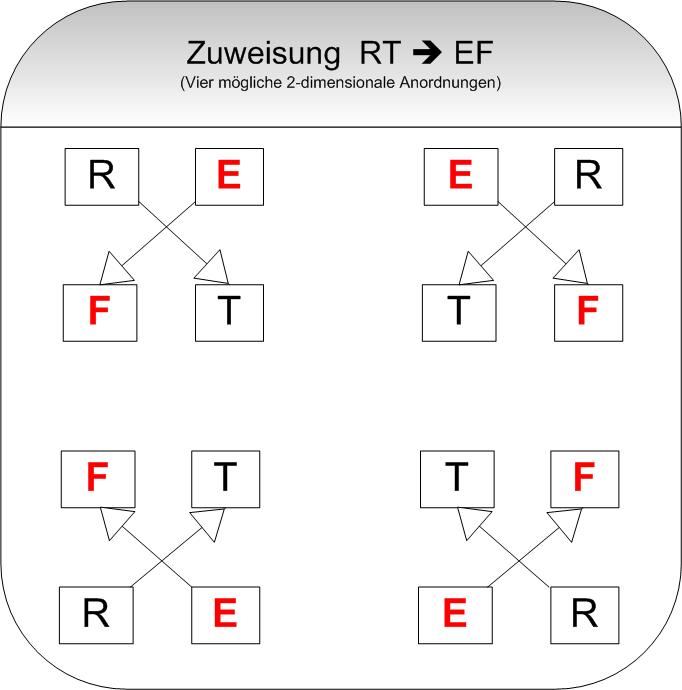 Zuweisung RT ➔ EF
(Vier mögliche 2-dimensionale Anordnungen)
R E E R
F T T F
F T T F
R E E R